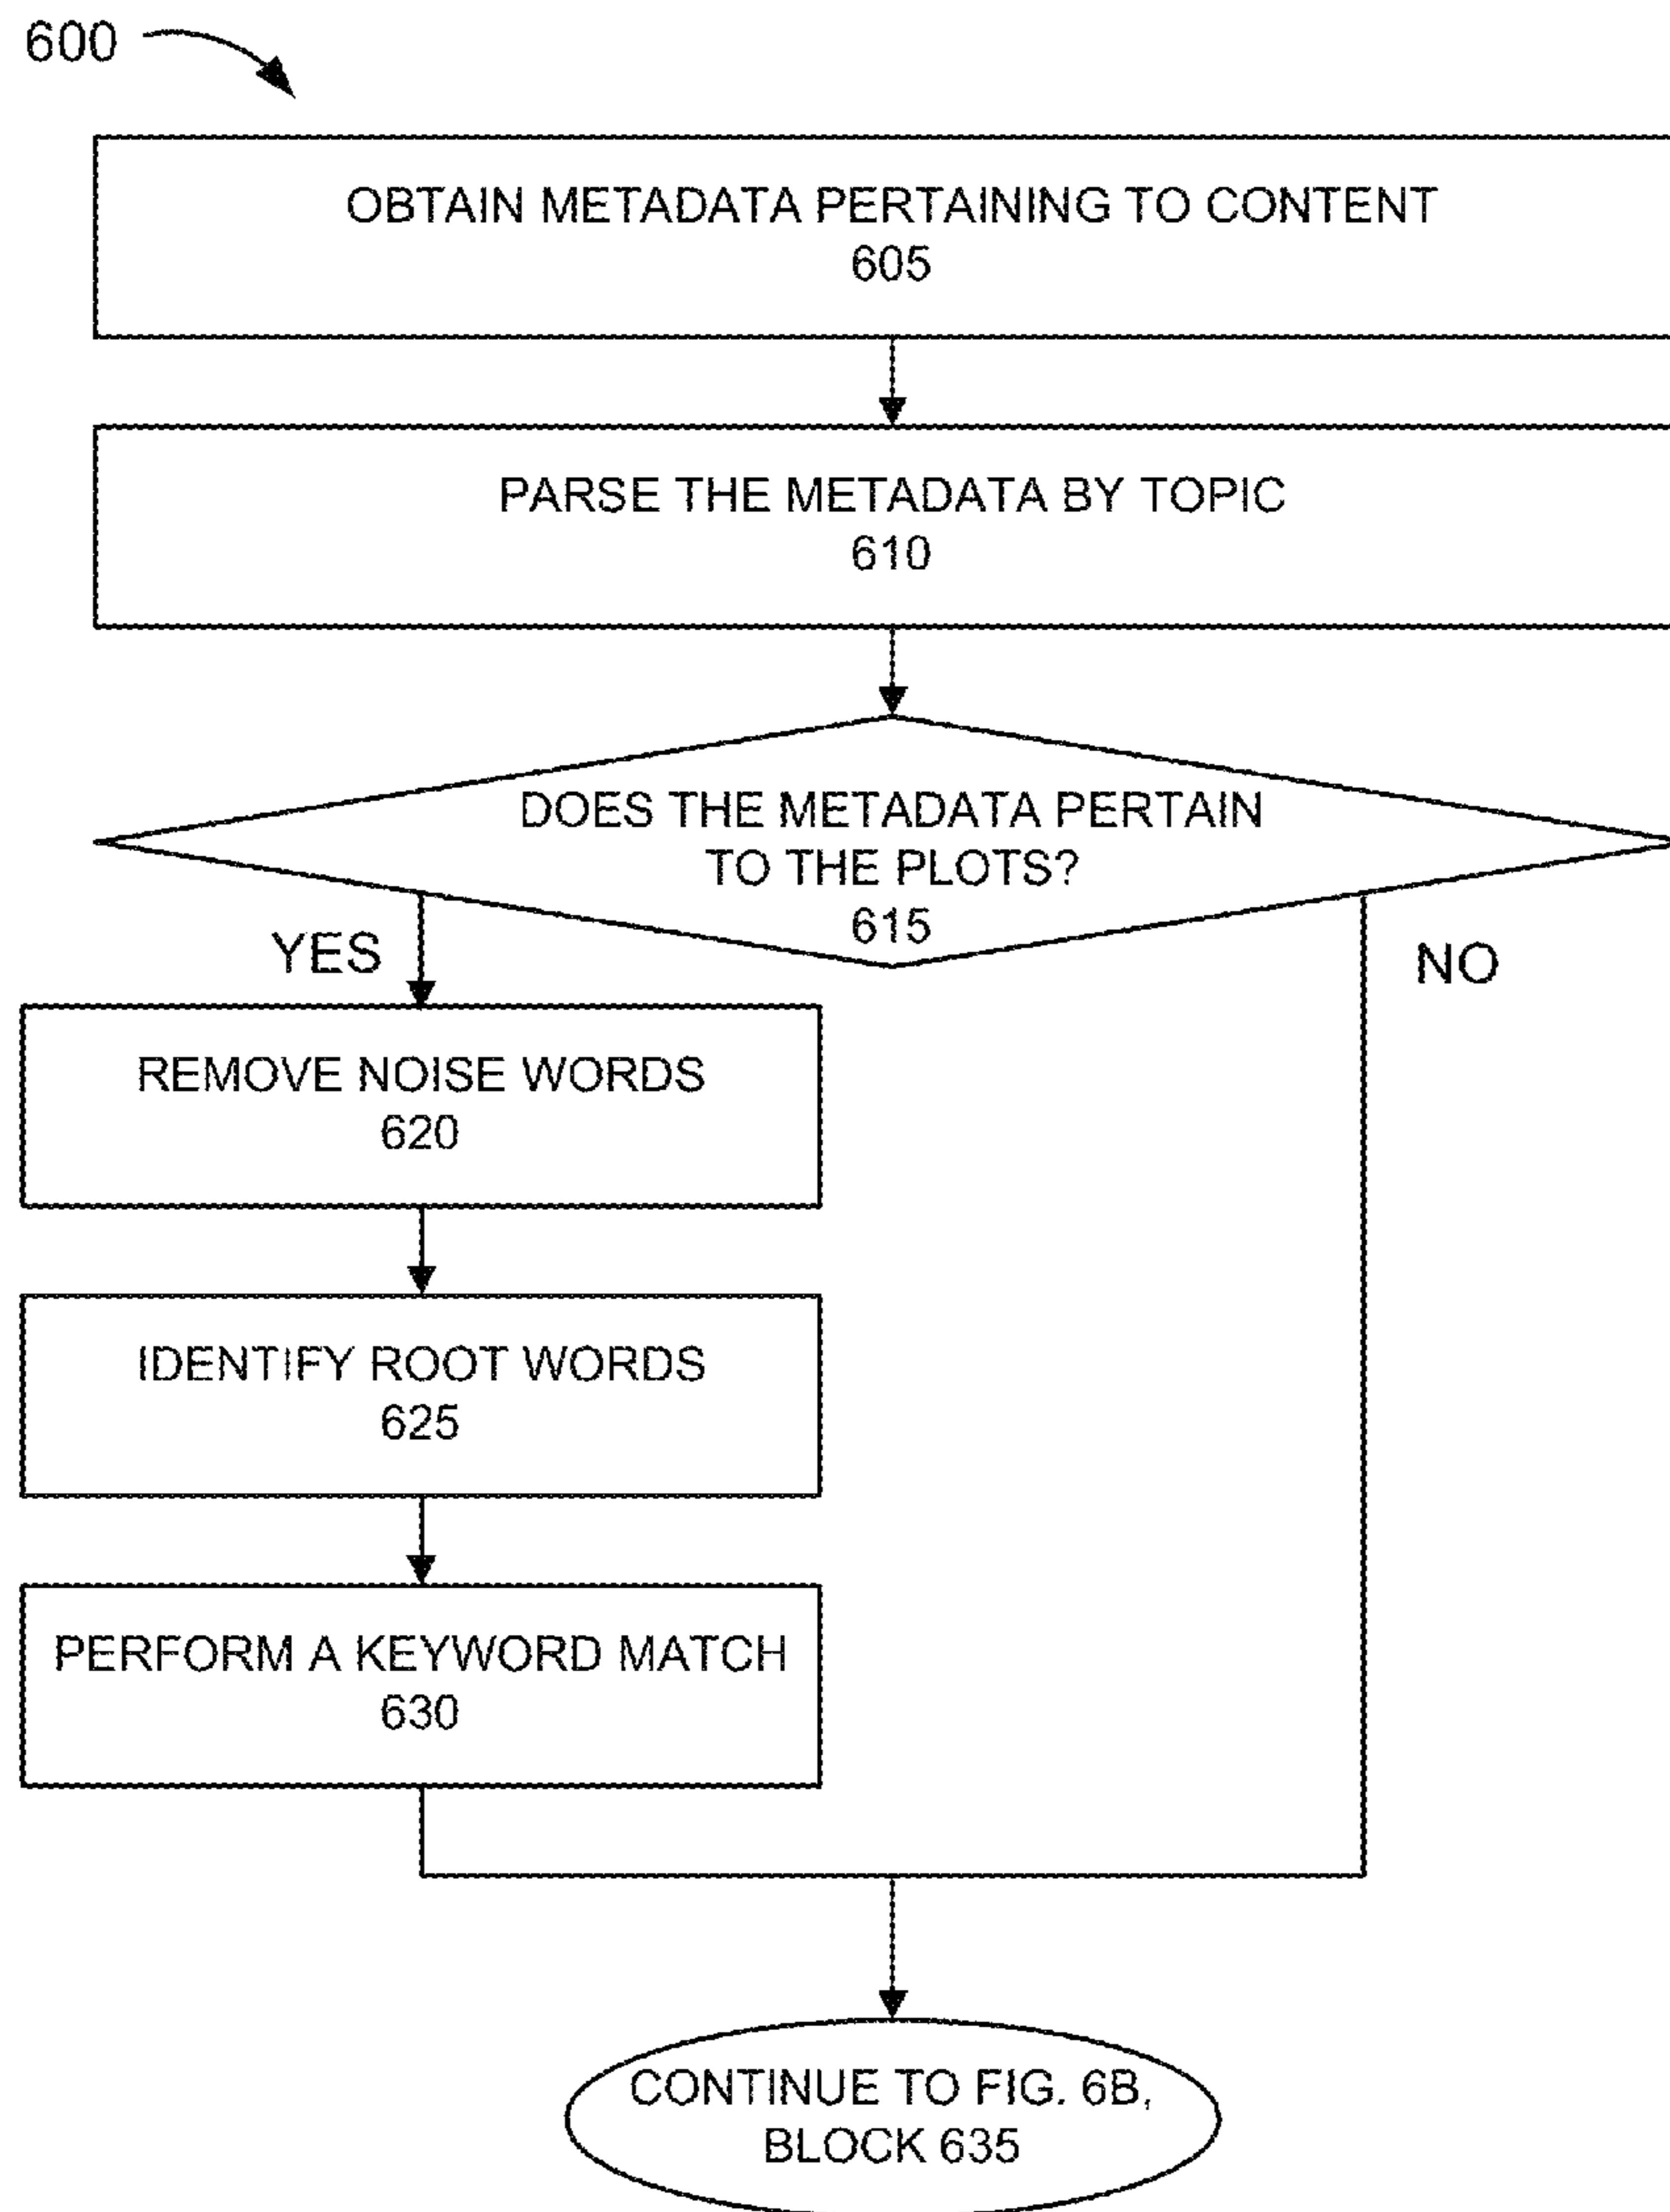 600
OBTAIN METADATA PERTAINING TO CONTENT
605
PARSE THE METADATA BY TOPIC
610
DOES THE METADATA PERTAIN
TO THE PLOTS?
615
YES
NO
REMOVE NOISE WORDS
620
IDENTIFY ROOT WORDS
625
PERFORM A KEYWORD MATCH
630
CONTINUE TO FIG. 6B,
BLOCK 635